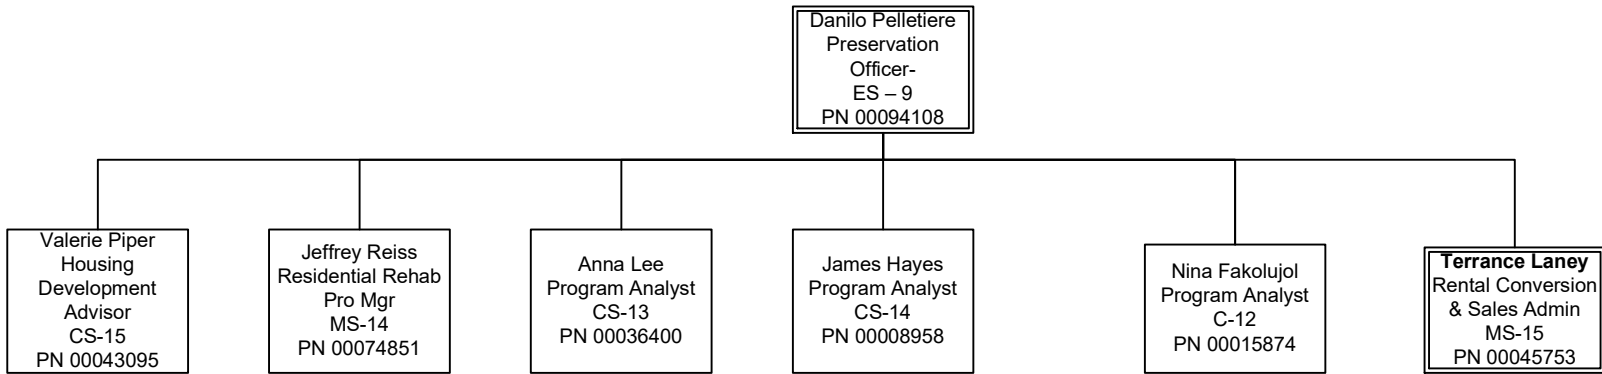 Danilo Pelletiere
Preservation
Officer-
ES – 9
PN 00094108
Valerie Piper
Housing
Development
Advisor
CS-15
PN 00043095
Jeffrey Reiss
Residential Rehab
Pro Mgr
MS-14
PN 00074851
Anna Lee
Program Analyst
CS-13
PN 00036400
James Hayes
Program Analyst
CS-14
PN 00008958
Nina Fakolujol
Program Analyst
C-12
PN 00015874
Terrance Laney
Rental Conversion
& Sales Admin
MS-15
PN 00045753